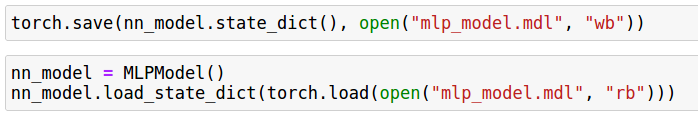 torch.save(nn_model.state_dict(), open("mlp_model.mdl", "wb"))
nn_model = MLPModel()
nn_model.load_state_dict(torch.load(open("mlp_model.mdl", "rb")))